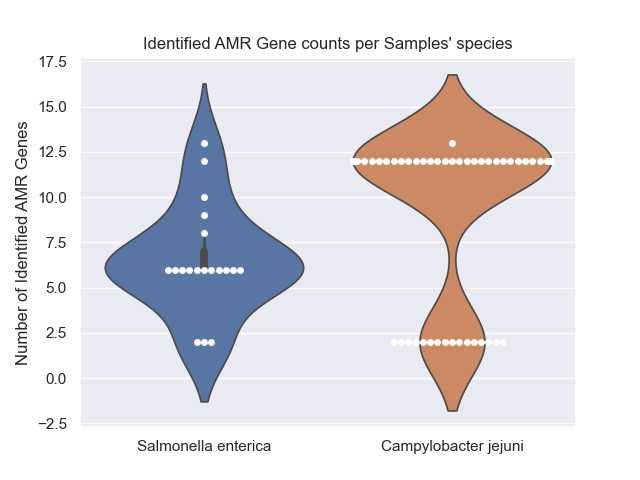 Identified AMR Gene counts per Samples' species
17.5
15.0
12.5
10.0
7.5
5.0
2.5
0.0
−2.5
Number of Identified AMR Genes
Salmonella enterica
Campylobacter jejuni